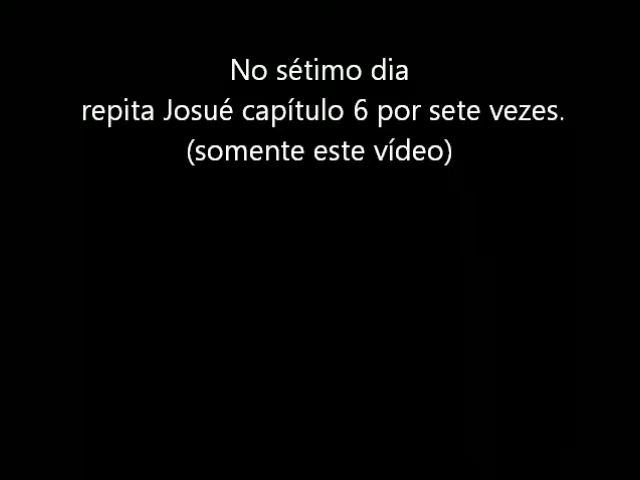 No sétimo dia
repita Josué capítulo 6 por sete vezes.
(somente este vídeo)